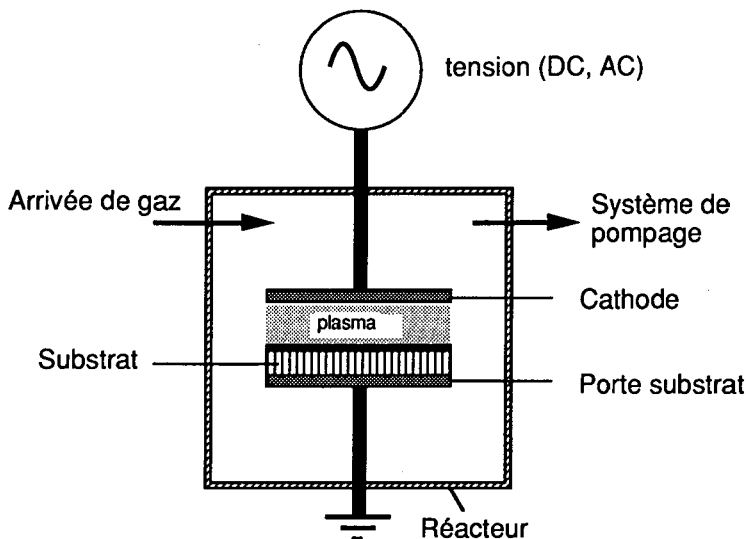 tension (DC, AC)
Arrivée de gaz
Système de
pompage
Cathode
plasma
Substrat
Porte substrat
Réacteur